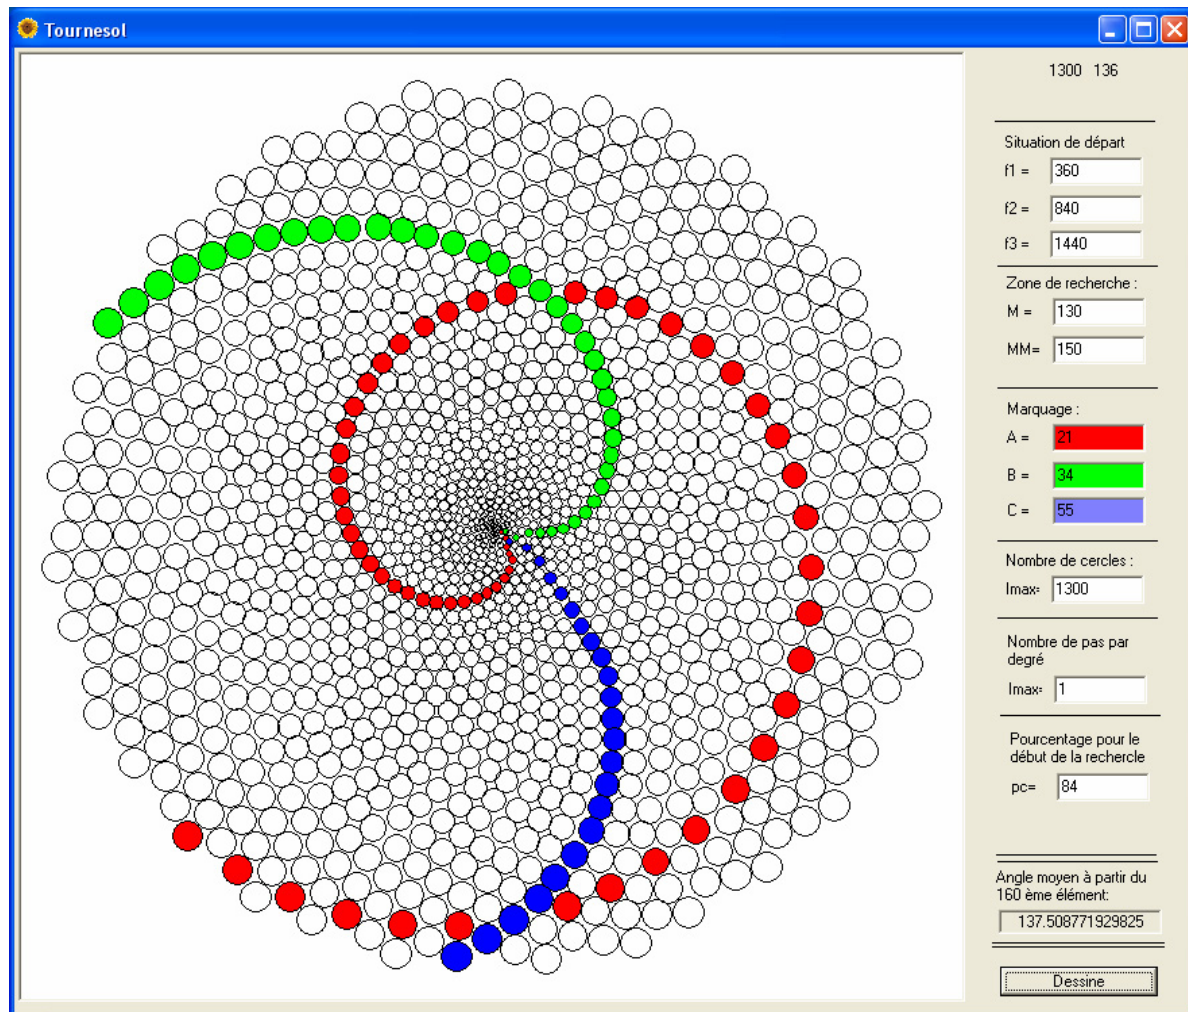 Tournesol
1300 136
Situation de départ
f1 = 360
f2 = 840
f3 = 1440
Zone de recherche :
M = 130
MM= 150
Marquage :
A = 21
B = 34
C = 55
Nombre de cercles :
Imax= 1300
Nombre de pas par
degré
Imax= 1
Pourcentage pour le
début de la rechercle
pc= 84
Angle moyen à partir du
160 ème élément:
137.508771929825
Dessine